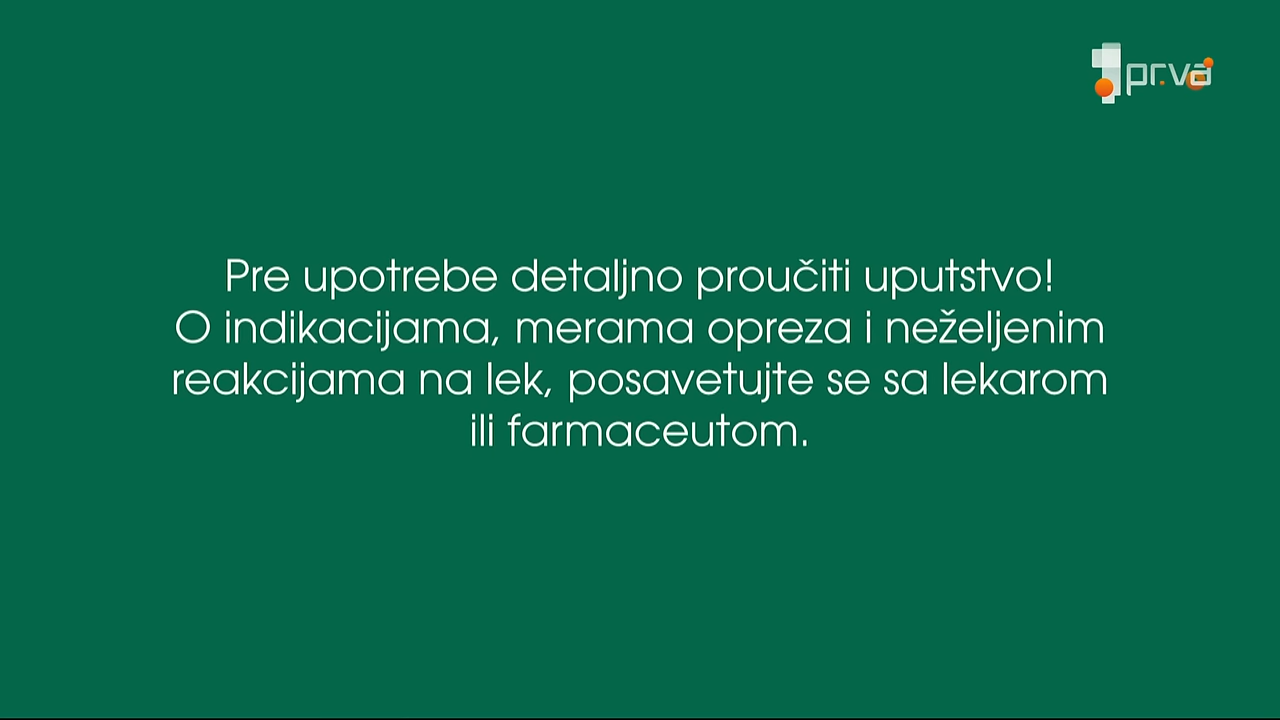 prva
Pre upotrebe detaljno proučiti uputstvo!
O indikacijama, merama opreza i neželjenim
reakcijama na lek, posavetujte se sa lekarom
ili farmaceutom.